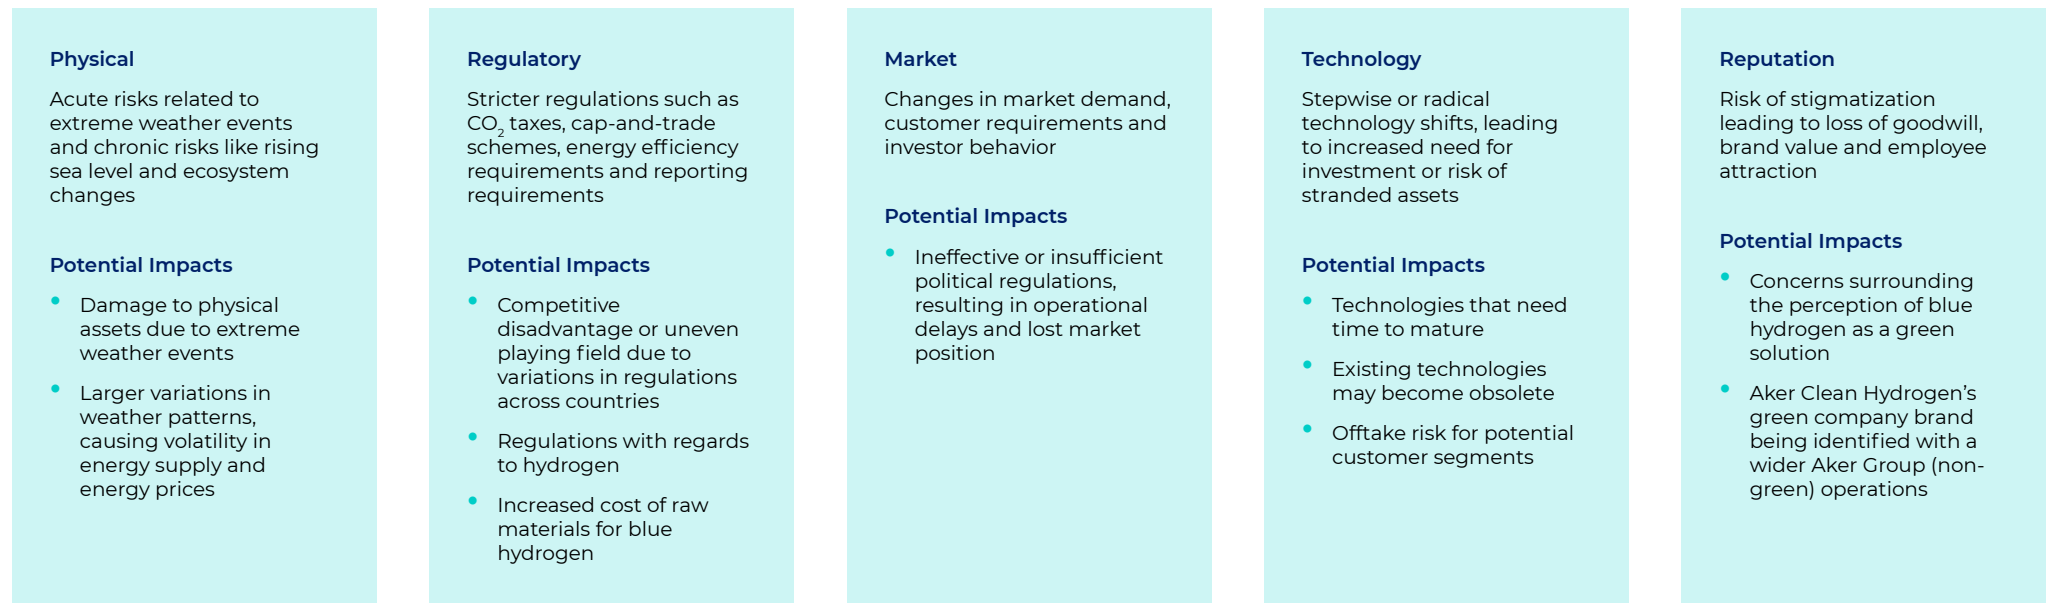 Physical
Acute risks related to
extreme weather events
and chronic risks like rising
sea level and ecosystem
changes
Potential Impacts
• Damage to physical
assets due to extreme
weather events
• Larger variations in
weather patterns,
causing volatility in
energy supply and
energy prices
Regulatory
Stricter regulations such as
CO₂ taxes, cap-and-trade
schemes, energy efficiency
requirements and reporting
requirements
Potential Impacts
• Competitive
disadvantage or uneven
playing field due to
variations in regulations
across countries
• Regulations with regards
to hydrogen
• Increased cost of raw
materials for blue
hydrogen
Market
Changes in market demand,
customer requirements and
investor behavior
Potential Impacts
• Ineffective or insufficient
political regulations,
resulting in operational
delays and lost market
position
Technology
Stepwise or radical
technology shifts, leading
to increased need for
investment or risk of
stranded assets
Potential Impacts
• Technologies that need
time to mature
• Existing technologies
may become obsolete
• Offtake risk for potential
customer segments
Reputation
Risk of stigmatization
leading to loss of goodwill,
brand value and employee
attraction
Potential Impacts
• Concerns surrounding
the perception of blue
hydrogen as a green
solution
• Aker Clean Hydrogen’s
green company brand
being identified with a
wider Aker Group (non-
green) operations